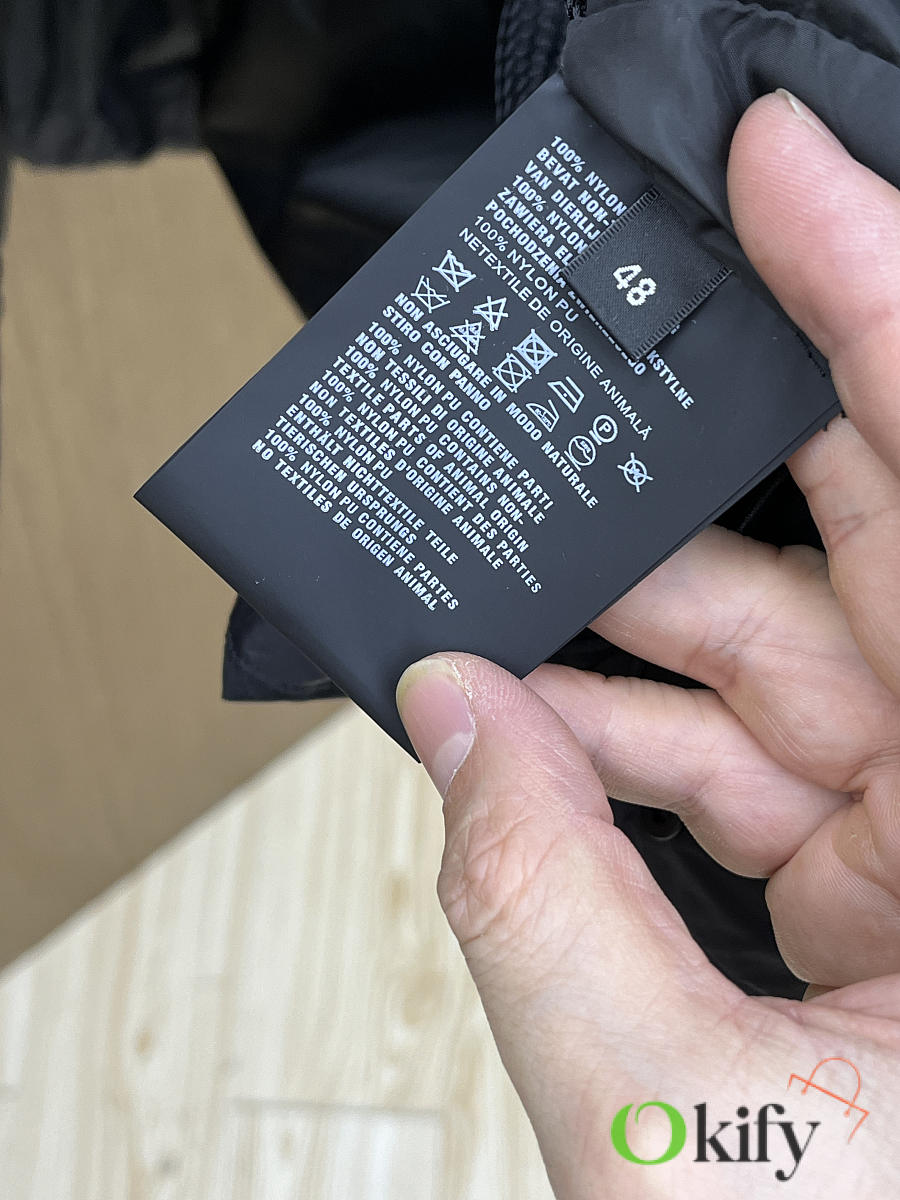 100% NYLON
BEVAT NON-
VAN DIERLIJ
100% NYLON
ZAWIERA EL
POCHODZENIA
KSTYLNE
100% NYLON PU
NETEXTILE DE ORIGINE ANIMALĂ
48
P
NON ASCIUGARE IN MODO NATURALE
STIRO CON PANNO
100% NYLON PU CONTIENE PARTI
NON TESSILI DI ORIGINE ANIMALE
100% NYLON PU CONTAINS NON-
TEXTILE PARTS OF ANIMAL ORIGIN
100% NYLON PU CONTIENT DES PARTIES
NON TEXTILES D'ORIGINE ANIMALE
100% NYLON PU
ENTHÄLT NICHTTEXTILE TEILE
TIERISCHEN URSPRUNGS
100% NYLON PU CONTIENE PARTES
NO TEXTILES DE ORIGEN ANIMAL
Okify